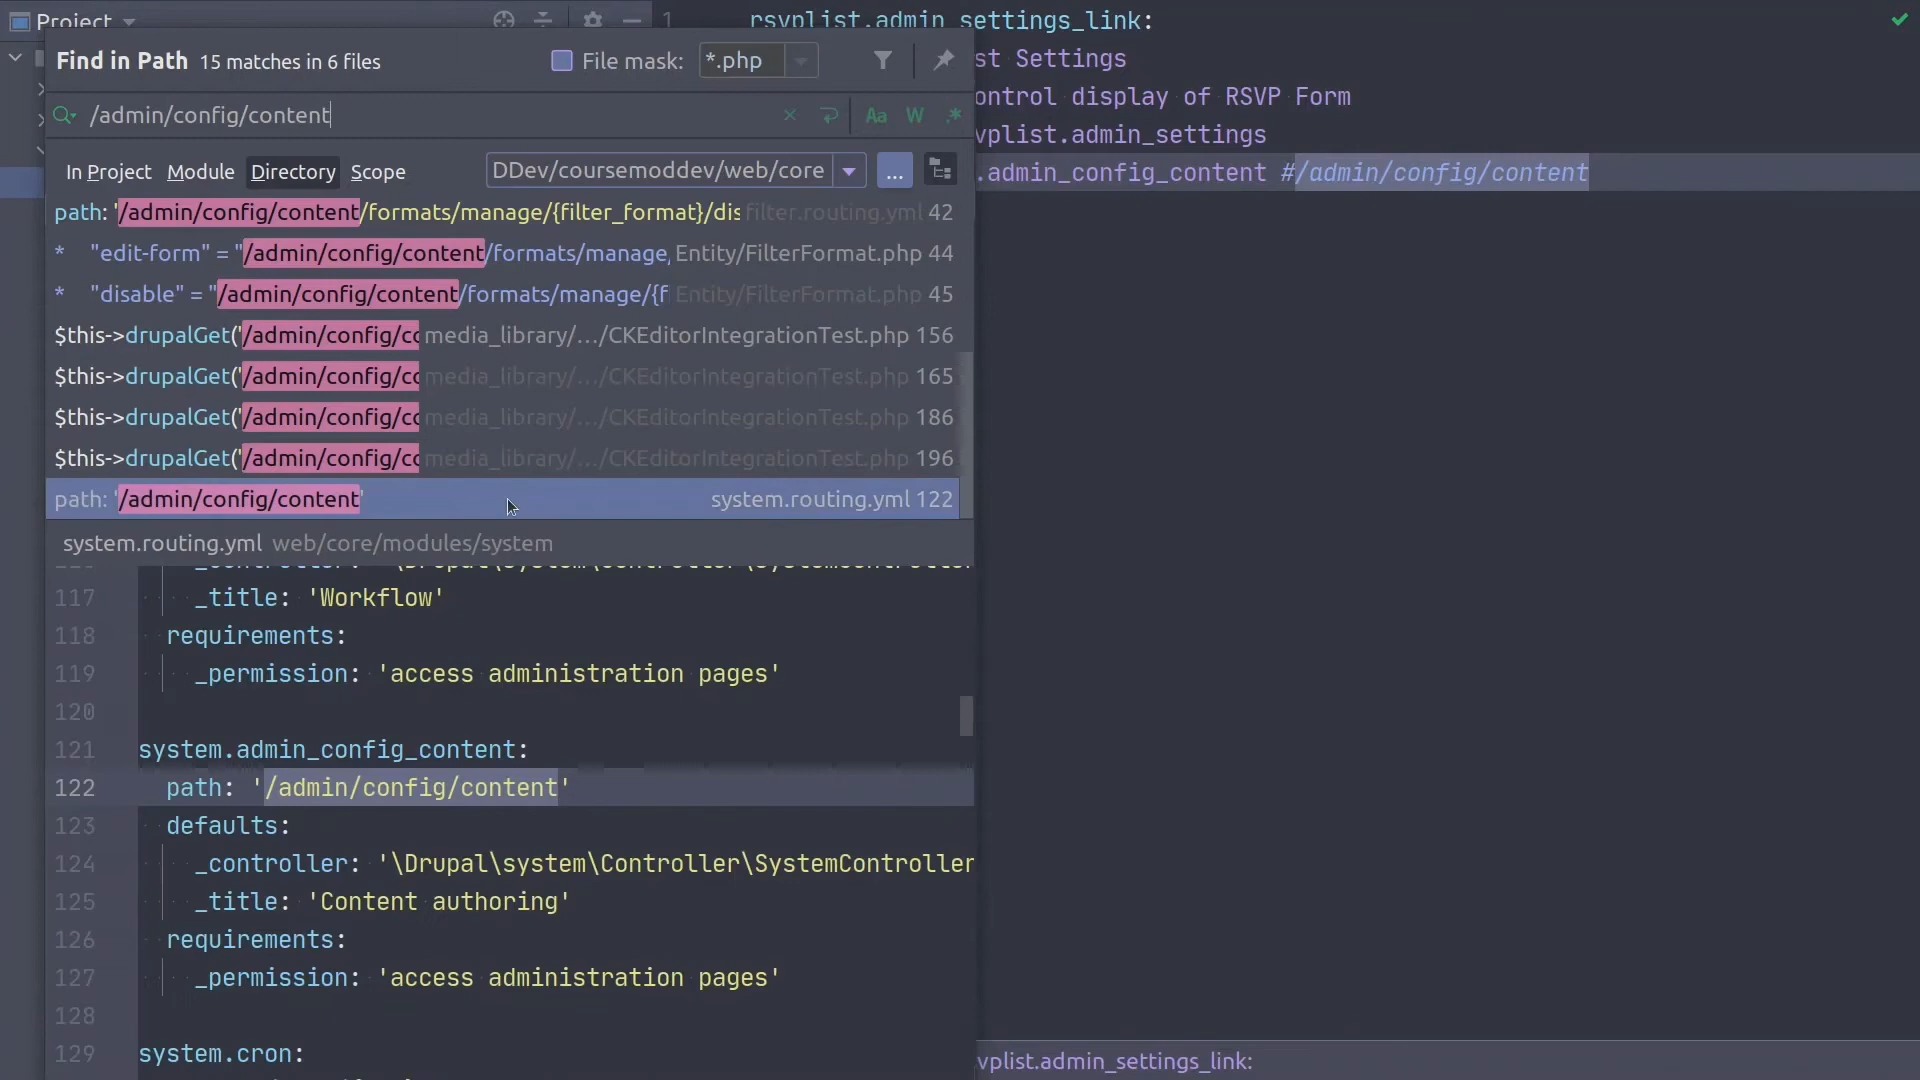 Project
1 rsvplist.admin_settings_link:
Find in Path 15 matches in 6 files File mask: *.php
st Settings
/admin/config/content Aa W .*
ontrol display of RSVP Form
vplist.admin_settings
In Project Module Directory Scope DDev/coursemoddev/web/core ...
.admin_config_content #/admin/config/content
path: '/admin/config/content/formats/manage/{filter_format}/dis filter.routing.yml 42
* "edit-form" = "/admin/config/content/formats/manage, Entity/FilterFormat.php 44
* "disable" = "/admin/config/content/formats/manage/{f Entity/FilterFormat.php 45
$this->drupalGet('/admin/config/co media_library/.../CKEditorIntegrationTest.php 156
$this->drupalGet('/admin/config/co media_library/.../CKEditorIntegrationTest.php 165
$this->drupalGet('/admin/config/co media_library/.../CKEditorIntegrationTest.php 186
$this->drupalGet('/admin/config/co media_library/.../CKEditorIntegrationTest.php 196
path: '/admin/config/content' system.routing.yml 122
system.routing.yml web/core/modules/system
117 _title: 'Workflow'
118 requirements:
119 _permission: 'access administration pages'
120
121 system.admin_config_content:
122 path: '/admin/config/content'
123 defaults:
124 _controller: '\Drupal\system\Controller\SystemController
125 _title: 'Content authoring'
126 requirements:
127 _permission: 'access administration pages'
128
129 system.cron:
vplist.admin_settings_link: